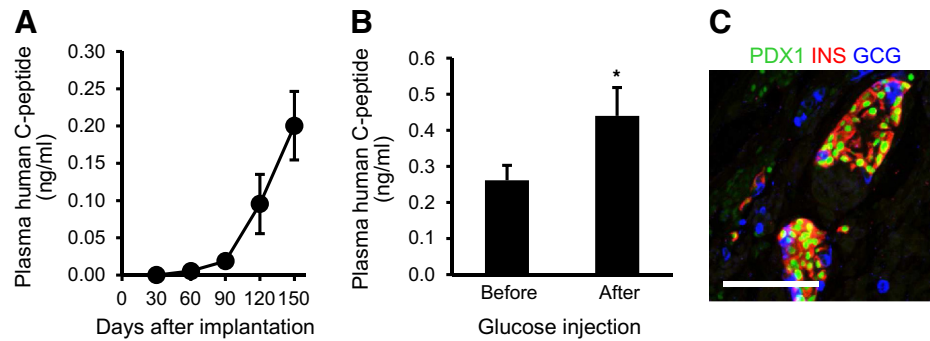 A
Plasma human C-peptide
(ng/ml)
0.30
0.25
0.20
0.15
0.10
0.05
0.00
0 30 60 90 120 150
Days after implantation
B
Plasma human C-peptide
(ng/ml)
0.6
0.5
0.4
0.3
0.2
0.1
0.0
*
Before After
Glucose injection
C
PDX1 INS GCG